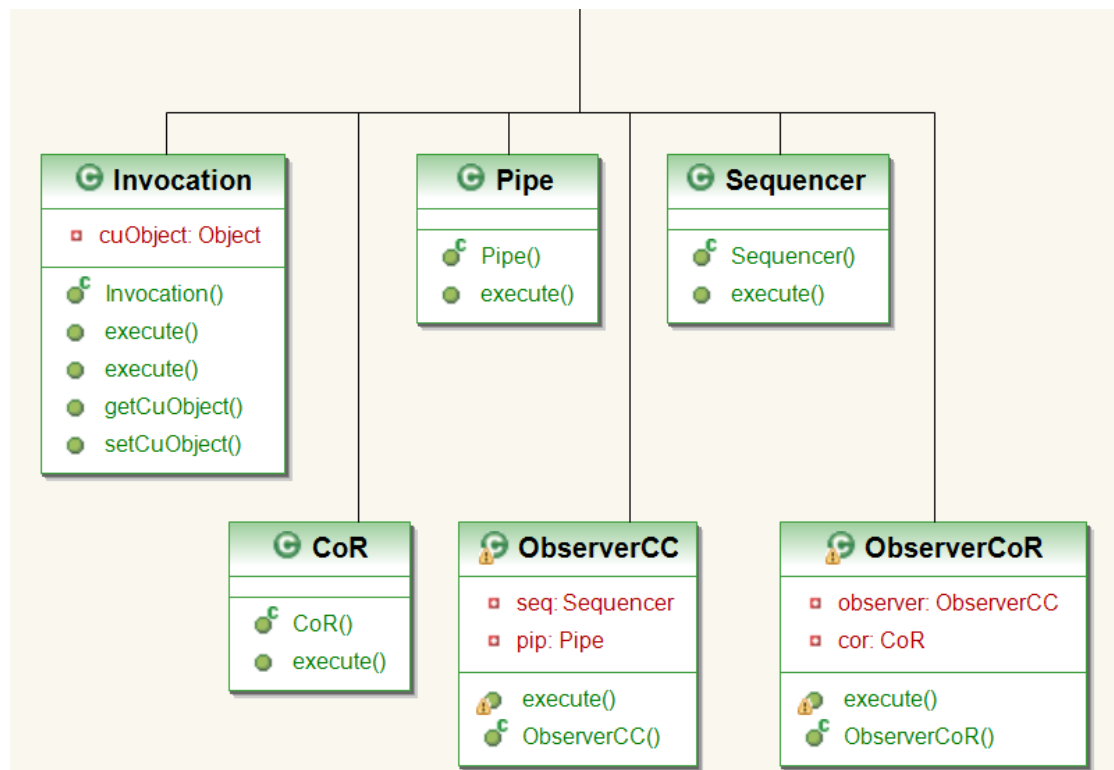 Invocation
cuObject: Object
Invocation()
execute()
execute()
getCuObject()
setCuObject()
Pipe
Pipe()
execute()
Sequencer
Sequencer()
execute()
CoR
CoR()
execute()
ObserverCC
seq: Sequencer
pip: Pipe
execute()
ObserverCC()
ObserverCoR
observer: ObserverCC
cor: CoR
execute()
ObserverCoR()